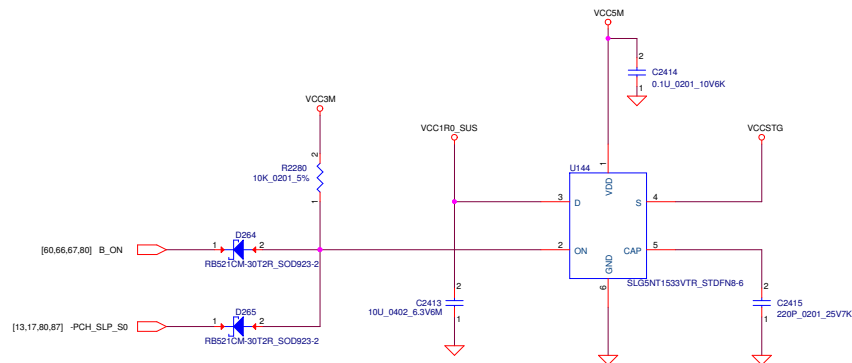 VCC5M
2
C2414
0.1U_0201_10V6K
1
VCC3M
VCC1R0_SUS
VCCSTG
2
R2280
10K_0201_5%
1
U144
1
VDD
3
D
S
4
D264
[60,66,67,80] B_ON
1
2
RB521CM-30T2R_SOD923-2
2
ON
CAP
5
GND
6
SLG5NT1533VTR_STDFN8-6
2
C2413
10U_0402_6.3V6M
1
2
C2415
220P_0201_25V7K
1
D265
[13,17,80,87] -PCH_SLP_S0
1
2
RB521CM-30T2R_SOD923-2